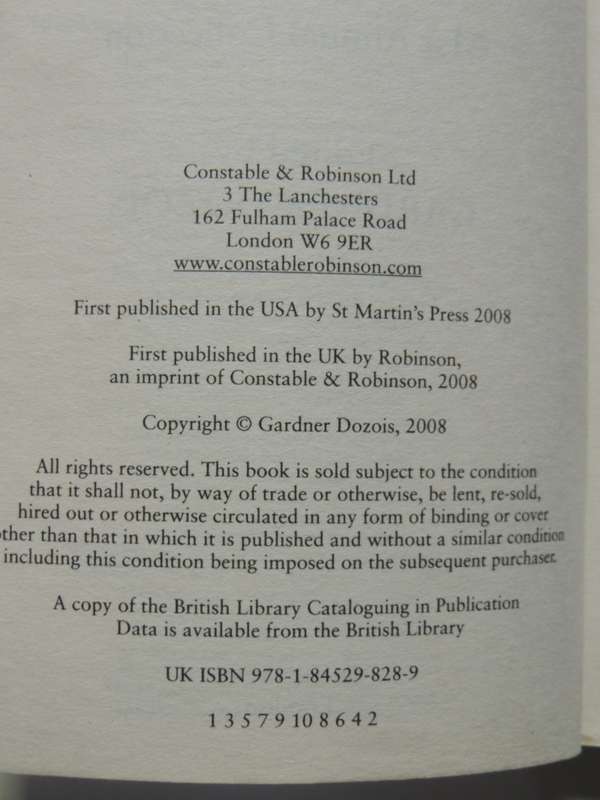 Constable & Robinson Ltd
3 The Lanchesters
162 Fulham Palace Road
London W6 9ER
www.constablerobinson.com
First published in the USA by St Martin's Press 2008
First published in the UK by Robinson,
an imprint of Constable & Robinson, 2008
Copyright © Gardner Dozois, 2008
All rights reserved. This book is sold subject to the condition
that it shall not, by way of trade or otherwise, be lent, re-sold,
hired out or otherwise circulated in any form of binding or cover
other than that in which it is published and without a similar condition
including this condition being imposed on the subsequent purchaser.
A copy of the British Library Cataloguing in Publication
Data is available from the British Library
UK ISBN 978-1-84529-828-9
1 3 5 7 9 10 8 6 4 2